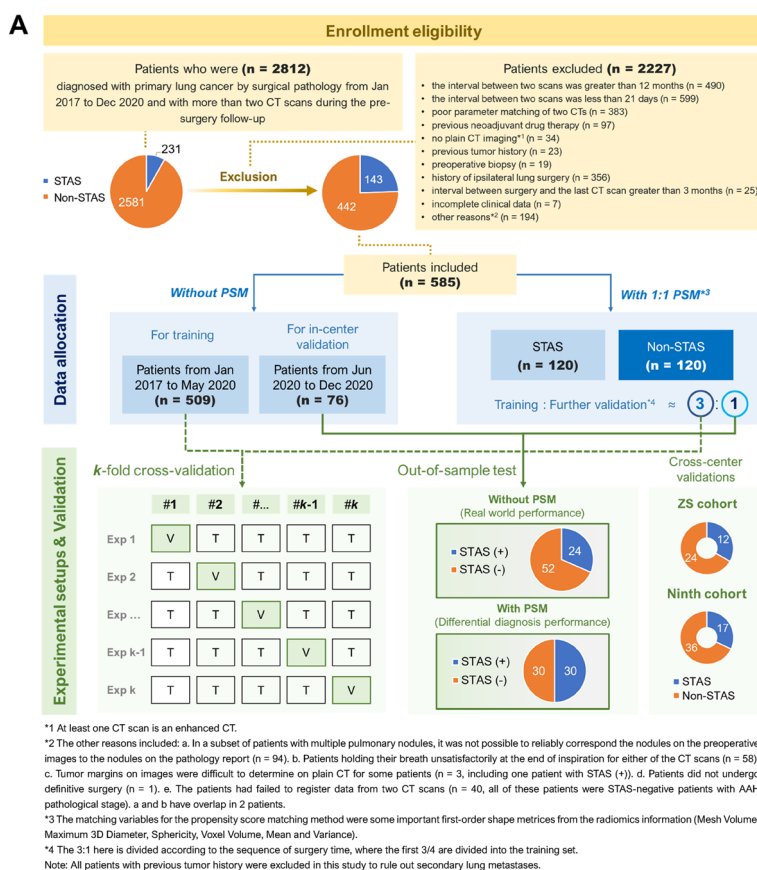 A
Enrollment eligibility
Patients who were (n = 2812)
diagnosed with primary lung cancer by surgical pathology from Jan
2017 to Dec 2020 and with more than two CT scans during the pre-
surgery follow-up
Patients excluded (n = 2227)
• the interval between two scans was greater than 12 months (n = 490)
• the interval between two scans was less than 21 days (n = 599)
• poor parameter matching of two CTs (n = 383)
• previous neoadjuvant drug therapy (n = 97)
• no plain CT imaging*1 (n = 34)
• previous tumor history (n = 23)
• preoperative biopsy (n = 19)
• history of ipsilateral lung surgery (n = 356)
• interval between surgery and the last CT scan greater than 3 months (n = 25)
• incomplete clinical data (n = 7)
• other reasons*2 (n = 194)
STAS
Non-STAS
231
2581
Exclusion
143
442
Patients included
(n = 585)
Data allocation
Without PSM
With 1:1 PSM*3
For training
Patients from Jan
2017 to May 2020
(n = 509)
For in-center
validation
Patients from Jun
2020 to Dec 2020
(n = 76)
STAS
(n = 120)
Non-STAS
(n = 120)
Training : Further validation*4 ≈ 3 : 1
Experimental setups & Validation
k-fold cross-validation
#1 #2 #... #k-1 #k
Exp 1 V T T T T
Exp 2 T V T T T
Exp ... T T V T T
Exp k-1 T T T V T
Exp k T T T T V
Out-of-sample test
Without PSM
(Real world performance)
STAS (+)
STAS (-)
24
52
With PSM
(Differential diagnosis performance)
STAS (+)
STAS (-)
30 30
Cross-center
validations
ZS cohort
12
24
Ninth cohort
17
36
STAS
Non-STAS
*1 At least one CT scan is an enhanced CT.
*2 The other reasons included: a. In a subset of patients with multiple pulmonary nodules, it was not possible to reliably correspond the nodules on the preoperative
images to the nodules on the pathology report (n = 94). b. Patients holding their breath unsatisfactorily at the end of inspiration for either of the CT scans (n = 58)
c. Tumor margins on images were difficult to determine on plain CT for some patients (n = 3, including one patient with STAS (+)). d. Patients did not undergo
definitive surgery (n = 1). e. The patients had failed to register data from two CT scans (n = 40, all of these patients were STAS-negative patients with AAH
pathological stage). a and b have overlap in 2 patients.
*3 The matching variables for the propensity score matching method were some important first-order shape metrices from the radiomics information (Mesh Volume
Maximum 3D Diameter, Sphericity, Voxel Volume, Mean and Variance).
*4 The 3:1 here is divided according to the sequence of surgery time, where the first 3/4 are divided into the training set.
Note: All patients with previous tumor history were excluded in this study to rule out secondary lung metastases.